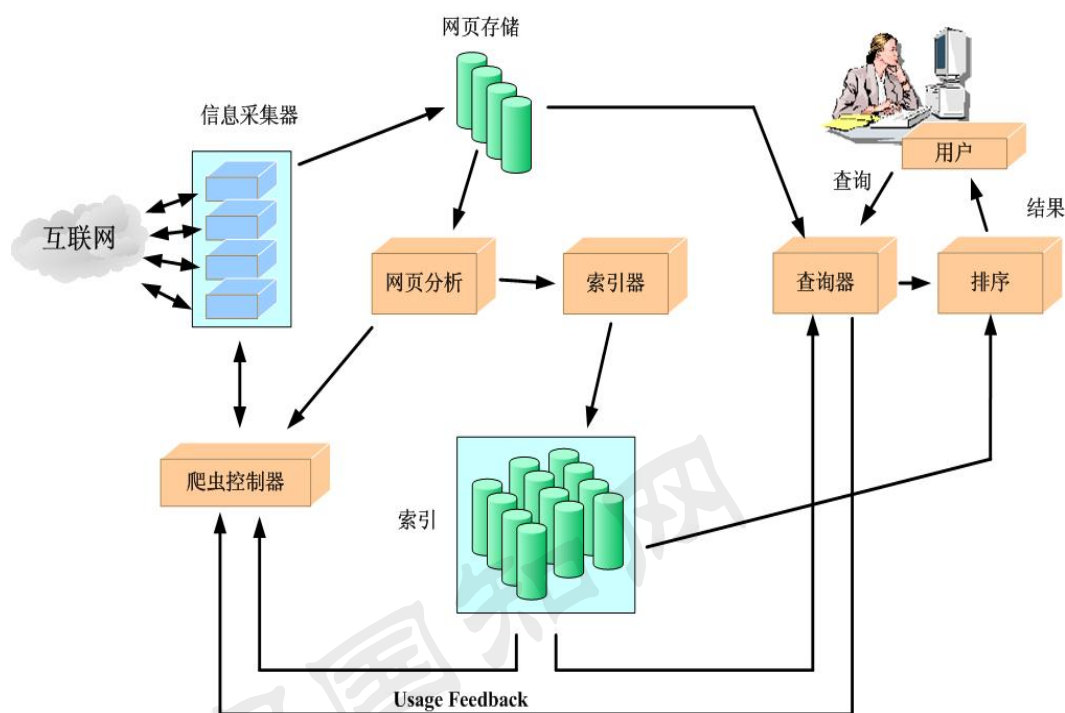 网页存储
信息采集器
用户
查询
结果
互联网
网页分析
索引器
查询器
排序
爬虫控制器
索引
Usage Feedback